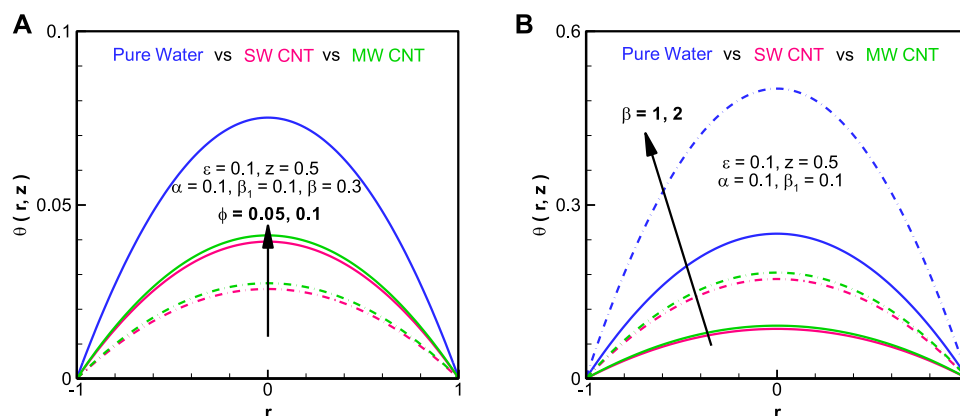 A
0.1
Pure Water vs SW CNT vs MW CNT
ε = 0.1, z = 0.5
α = 0.1, β₁ = 0.1, β = 0.3
ϕ = 0.05, 0.1
0.05
θ ( r, z )
0
-1
0
1
r
B
0.6
Pure Water vs SW CNT vs MW CNT
β = 1, 2
ε = 0.1, z = 0.5
α = 0.1, β₁ = 0.1
0.3
θ ( r, z )
0
-1
0
r